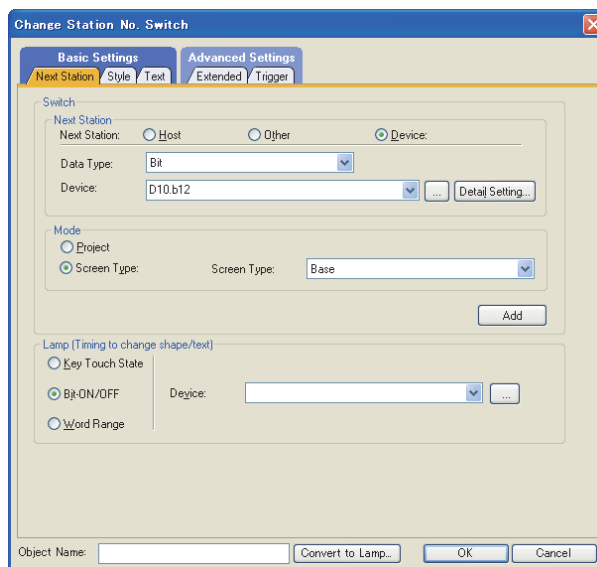 Change Station No. Switch
Basic Settings Advanced Settings
Next Station Style Text Extended Trigger
Switch
Next Station
Next Station: Host Other Device:
Data Type: Bit
Device: D10.b12 ... Detail Setting...
Mode
Project
Screen Type: Screen Type: Base
Add
Lamp (Timing to change shape/text)
Key Touch State
Bit-ON/OFF Device: ...
Word Range
Object Name: Convert to Lamp... OK Cancel